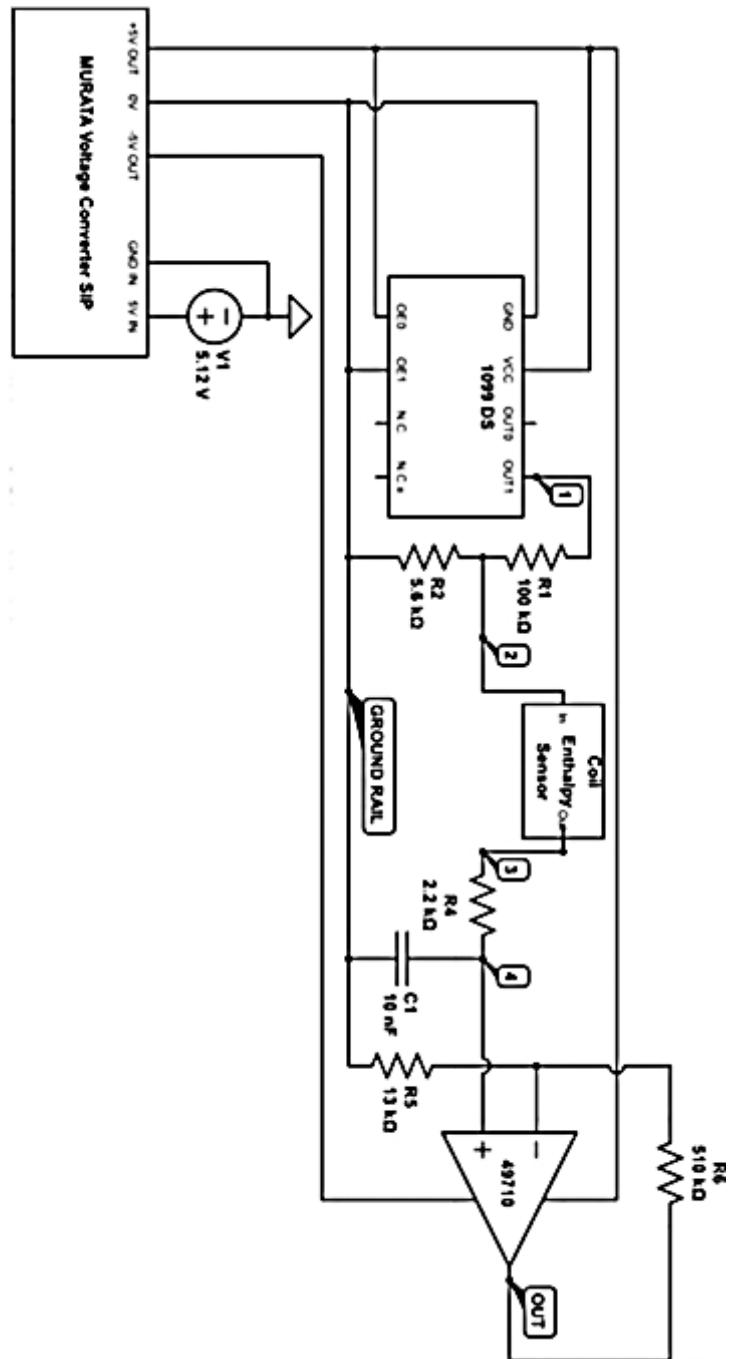 MURATA Voltage Converter SIP
+5V OUT
0V
-5V OUT
GND IN
5V IN
V1
5.12 V
1099 DS
GND
VCC
OUT0
OUT1
OE0
OE1
N.C.
N.C.
1
R1
100 kΩ
R2
5.6 kΩ
2
GROUND RAIL
Coil
Enthalpy
Sensor
In
Out
3
R4
2.2 kΩ
4
C1
10 nF
R5
13 kΩ
R6
510 kΩ
49710
OUT